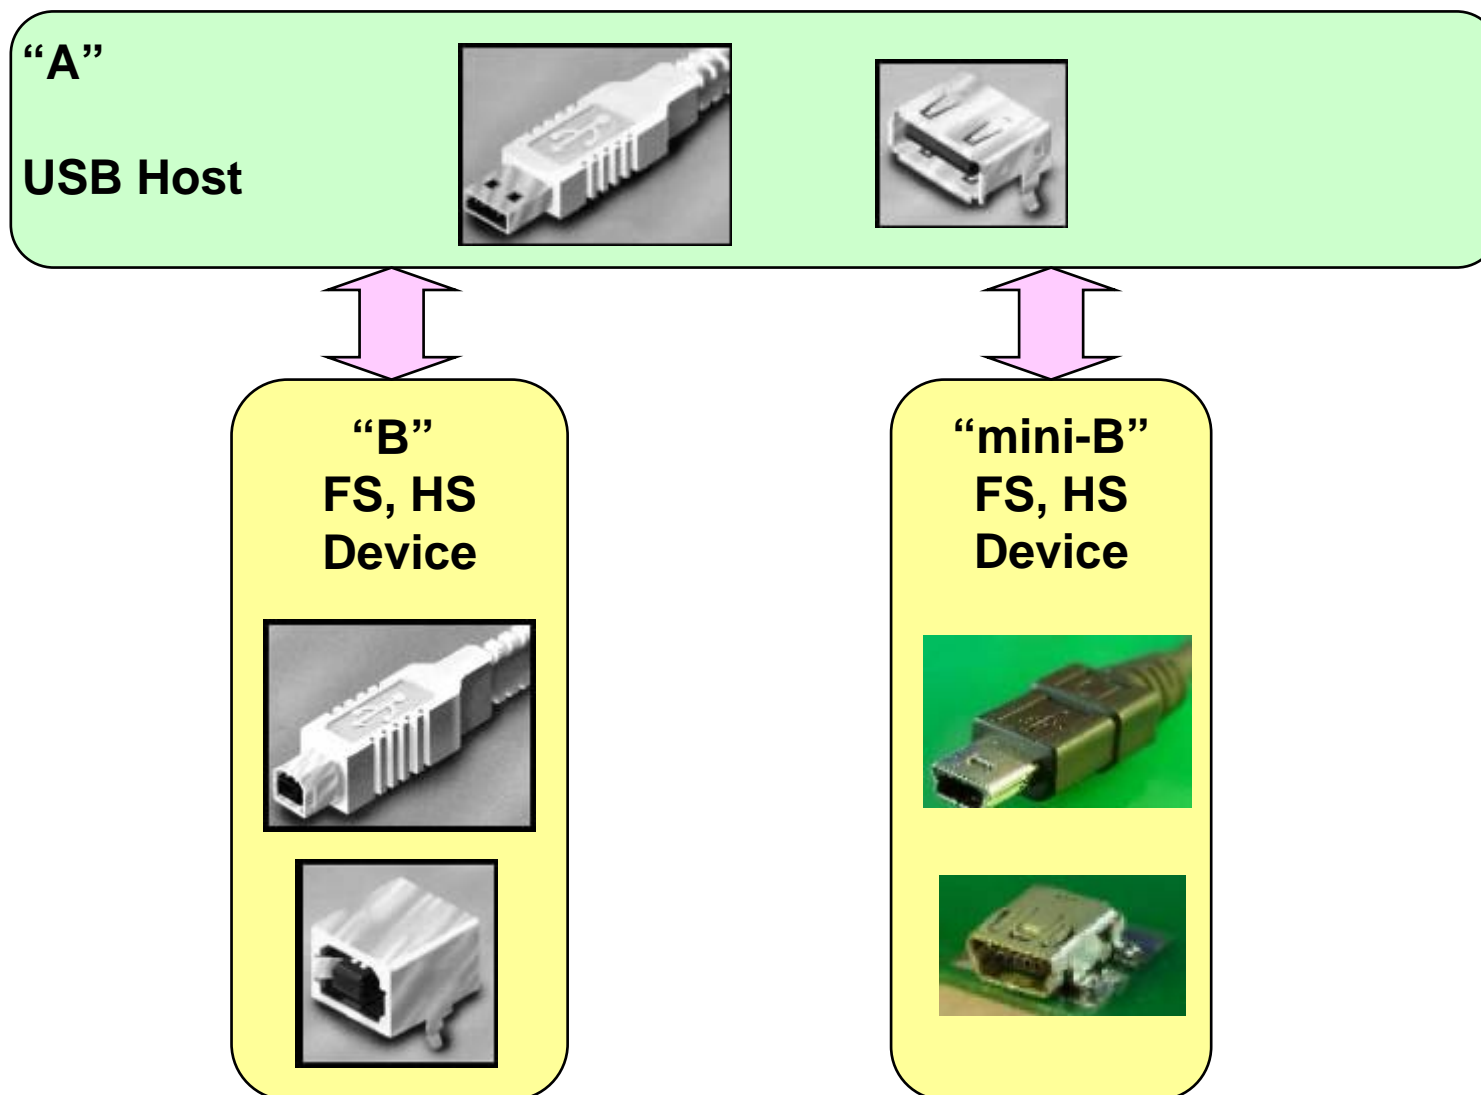 “A”
USB Host
“B”
FS, HS
Device
“mini-B”
FS, HS
Device